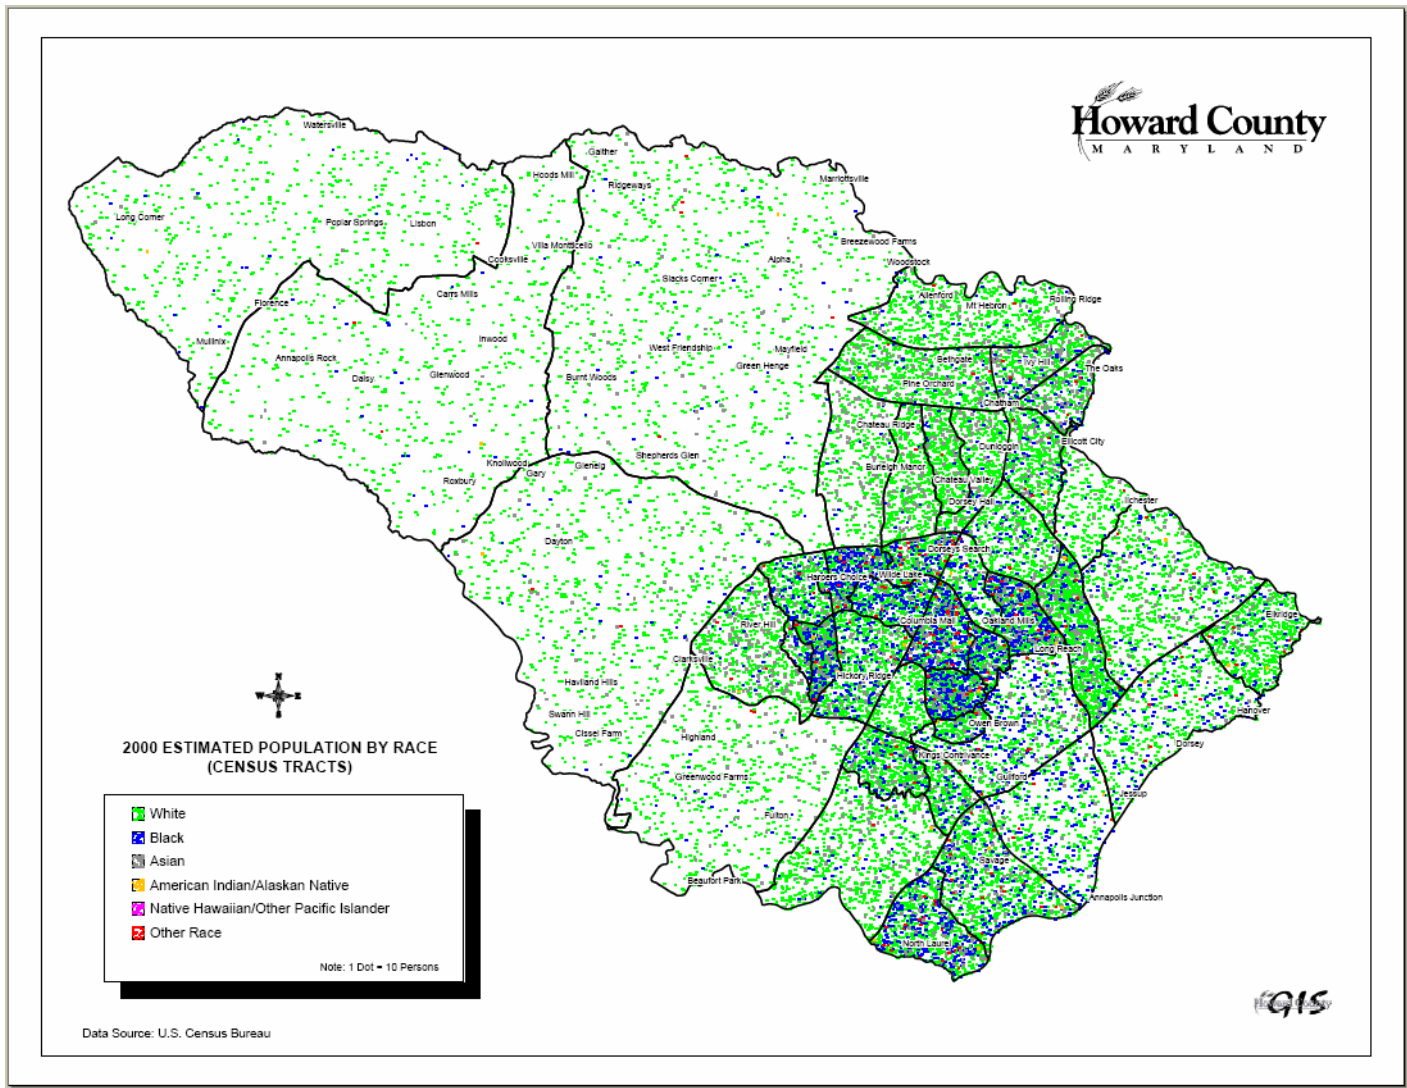 Howard County
MARYLAND
Watersville
Gaither
Hoods Mill
Ridgeways
Marriottsville
Long Corner
Poplar Springs
Lisbon
Villa Monticello
Breezewood Farms
Cooksville
Alpha
Woodstock
Slacks Corner
Carrs Mills
Allenford
Rolling Ridge
Florence
Mt Hebron
Mullinix
Inwood
West Friendship
Mayfield
Annapolis Rock
Bethgate
Ivy Hill
Green Henge
The Oaks
Daisy
Glenwood
Burnt Woods
Pine Orchard
Chatham
Chateau Ridge
Ellicott City
Dunloggin
Shepherds Glen
Knollwood
Glenelg
Burleigh Manor
Gary
Roxbury
Chateau Valley
Dorsey Hall
Ilchester
Dayton
Dorseys Search
Harpers Choice
Wilde Lake
Elkridge
River Hill
Columbia Mall
Oakland Mills
Long Reach
Clarksville
Hickory Ridge
Haviland Hills
Hanover
Swann Hill
Owen Brown
Cissel Farm
Highland
Dorsey
Kings Contrivance
Greenwood Farms
Guilford
Jessup
Fulton
Savage
Beaufort Park
Annapolis Junction
North Laurel
N
W E
S
2000 ESTIMATED POPULATION BY RACE
(CENSUS TRACTS)
White
Black
Asian
American Indian/Alaskan Native
Native Hawaiian/Other Pacific Islander
Other Race
Note: 1 Dot = 10 Persons
Howard County GIS
Data Source: U.S. Census Bureau